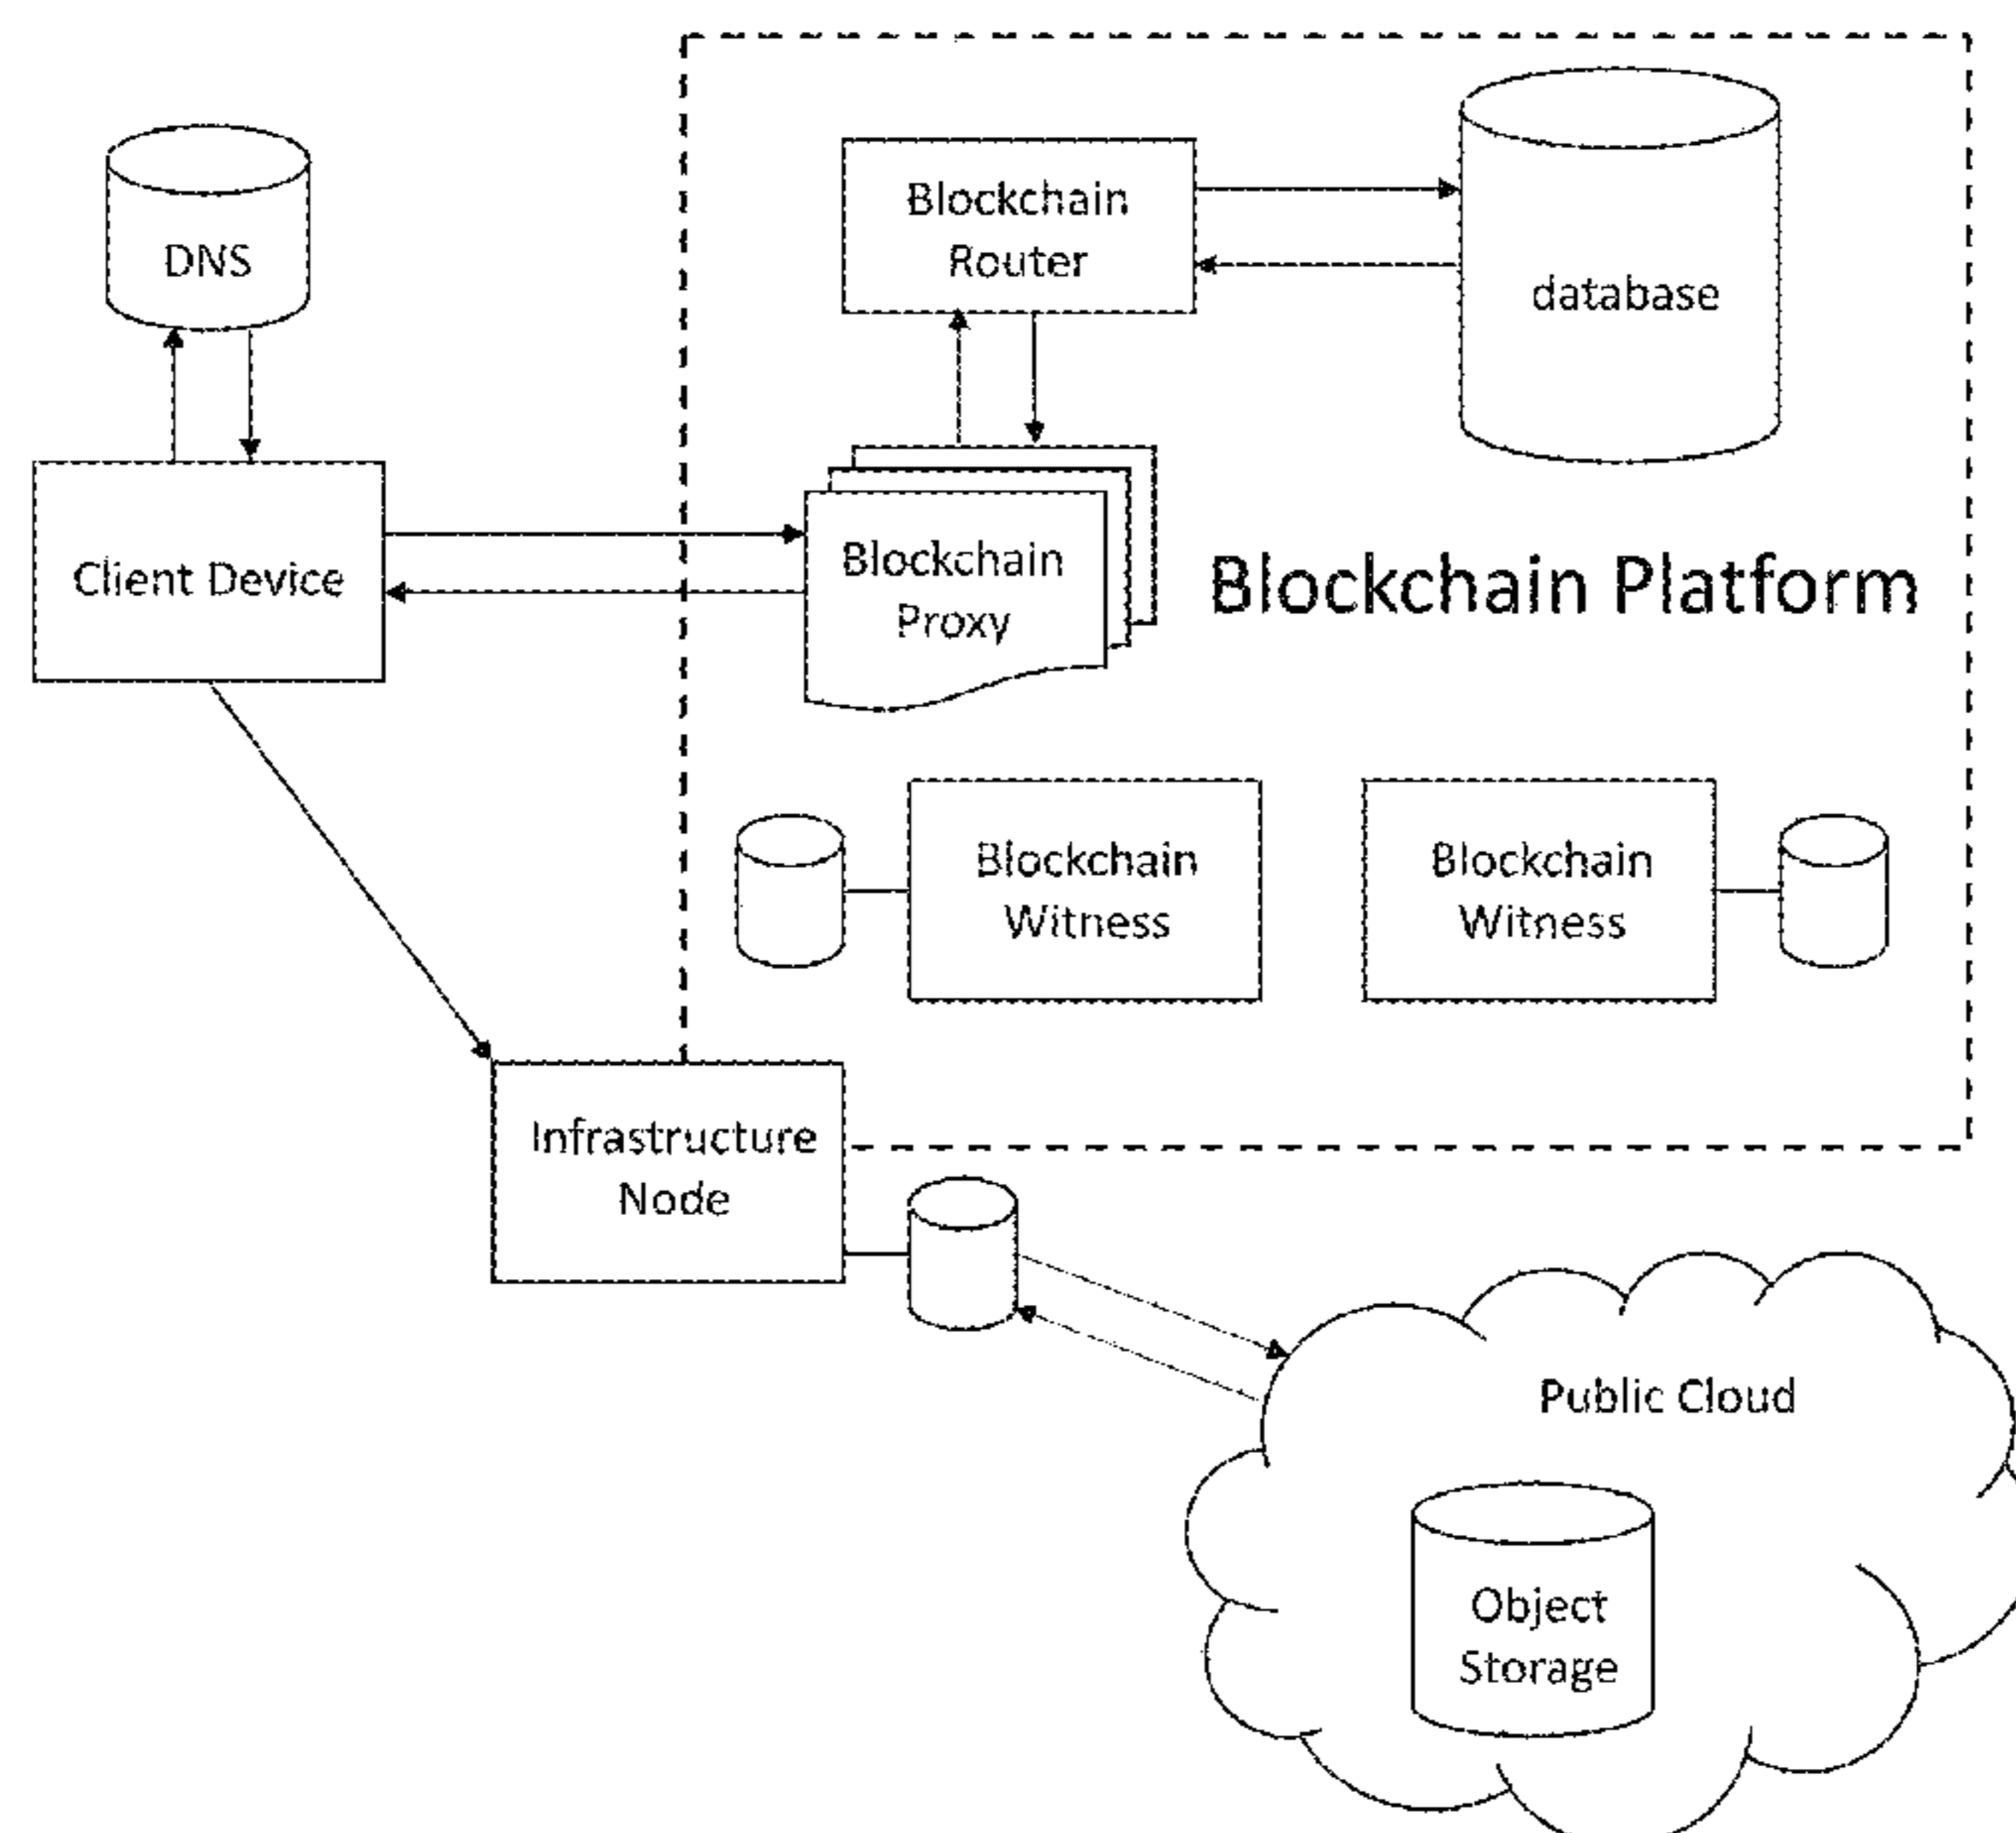 DNS
Blockchain
Router
database
Client Device
Blockchain
Proxy
Blockchain Platform
Blockchain
Witness
Blockchain
Witness
Infrastructure
Node
Public Cloud
Object
Storage